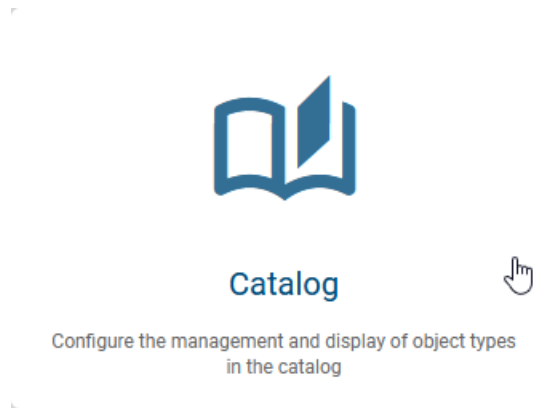 Catalog
Configure the management and display of object types
in the catalog